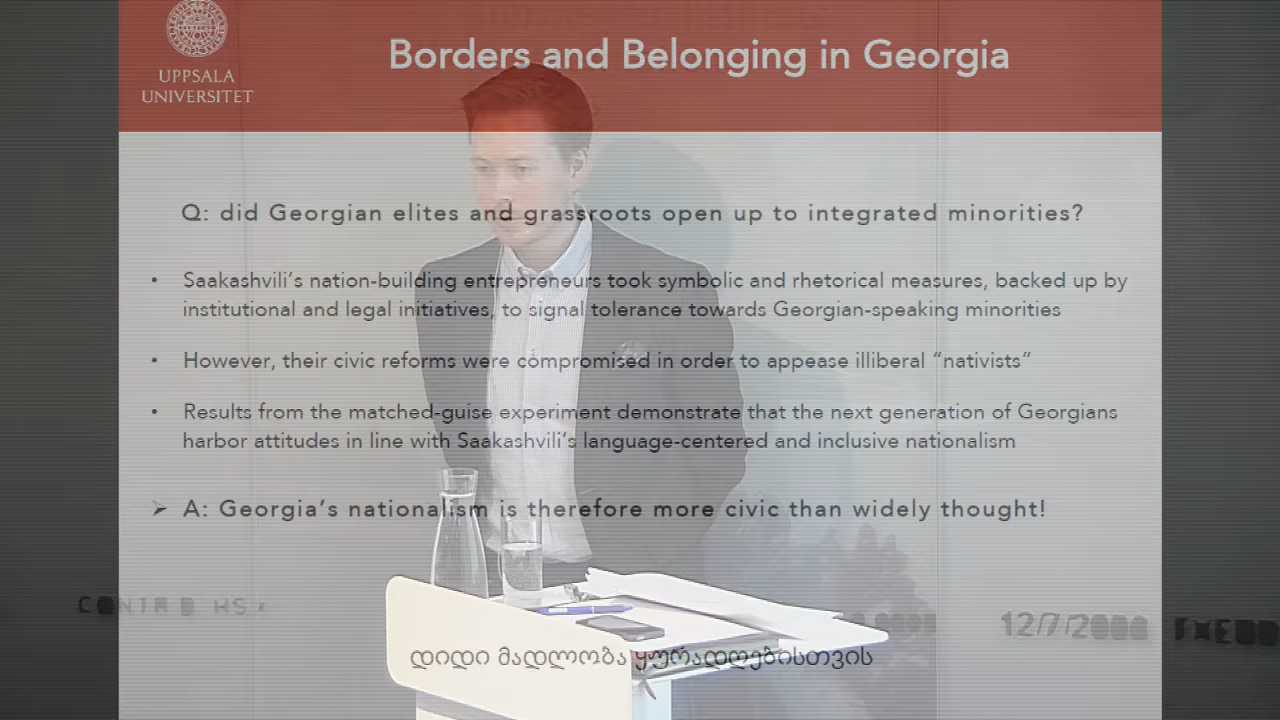 Borders and Belonging in Georgia
UPPSALA
UNIVERSITET
Q: did Georgian elites and grassroots open up to integrated minorities?
• Saakashvili's nation-building entrepreneurs took symbolic and rhetorical measures, backed up by
institutional and legal initiatives, to signal tolerance towards Georgian-speaking minorities
• However, their civic reforms were compromised in order to appease illiberal “nativists”
• Results from the matched-guise experiment demonstrate that the next generation of Georgians
harbor attitudes in line with Saakashvili's language-centered and inclusive nationalism
➢ A: Georgia's nationalism is therefore more civic than widely thought!
დიდი მადლობა ყურადღებისთვის